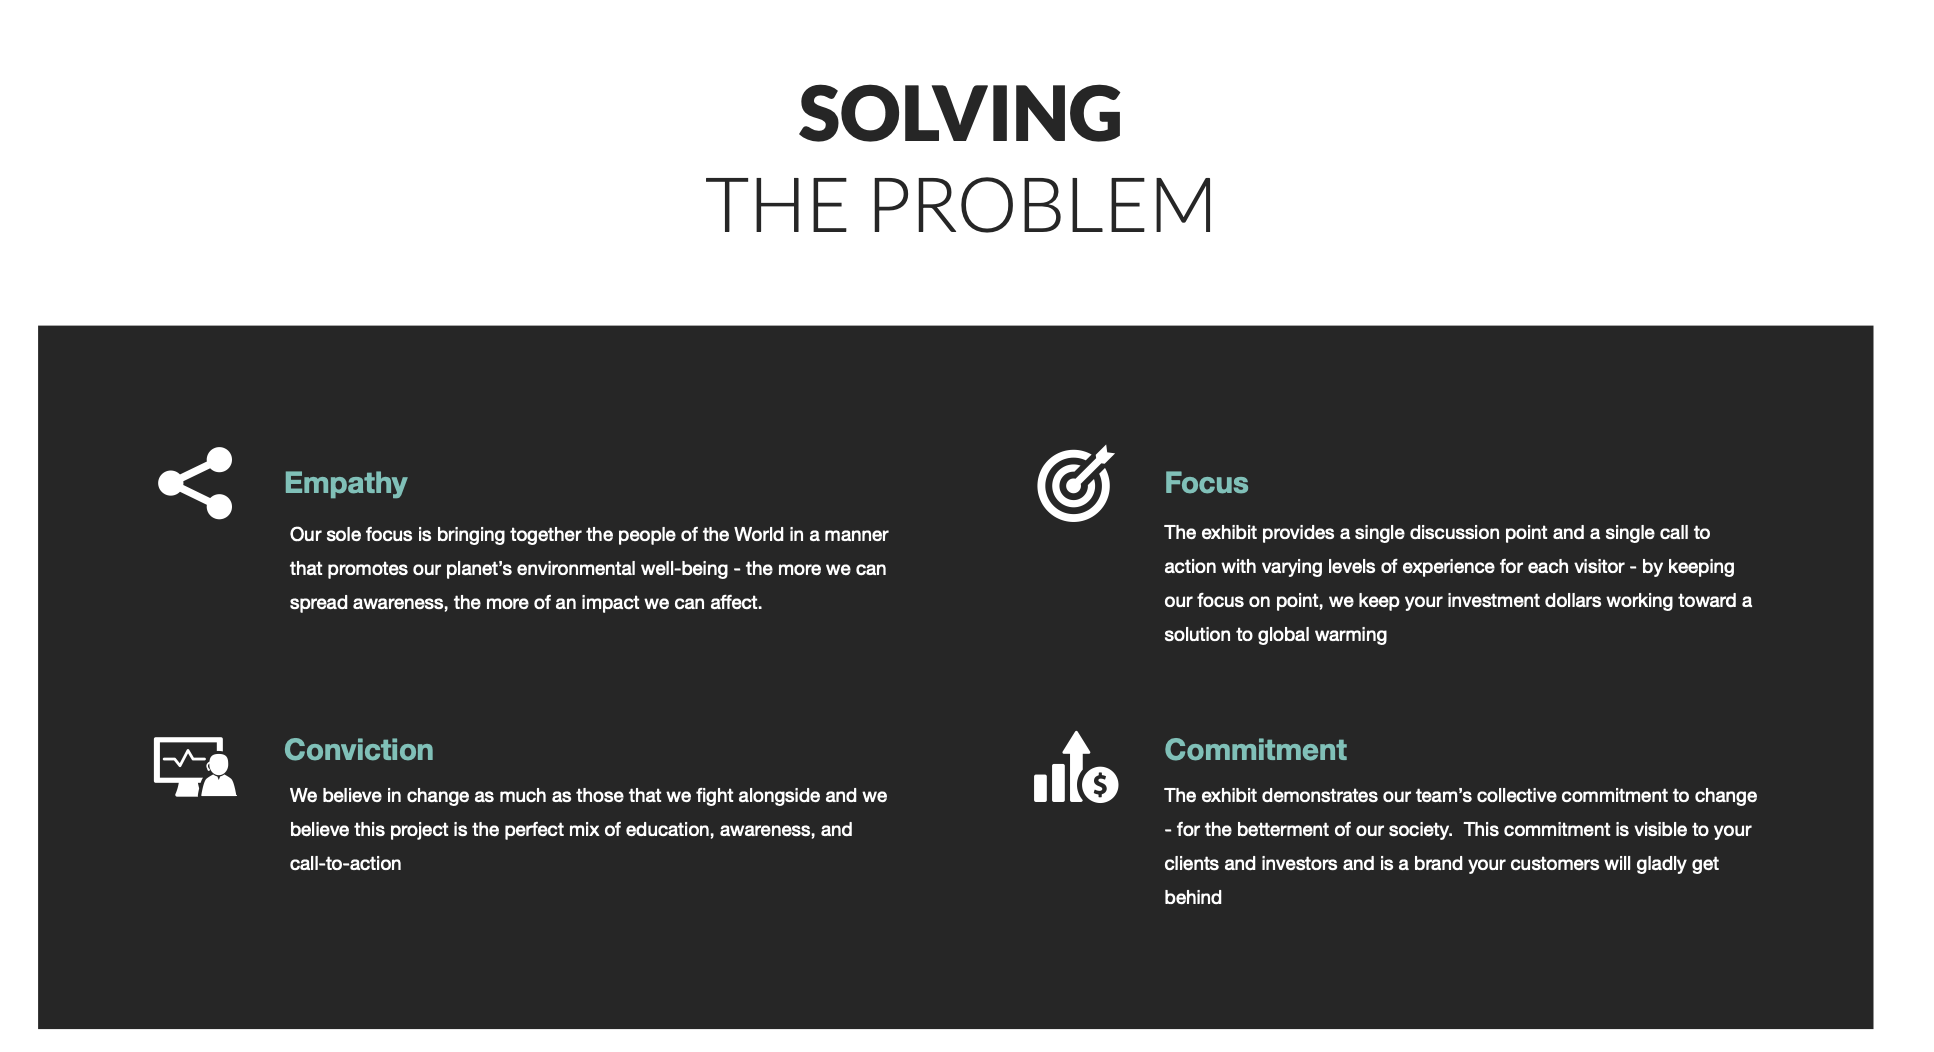 SOLVING
THE PROBLEM
Empathy
Our sole focus is bringing together the people of the World in a manner
that promotes our planet’s environmental well-being - the more we can
spread awareness, the more of an impact we can affect.
Focus
The exhibit provides a single discussion point and a single call to
action with varying levels of experience for each visitor - by keeping
our focus on point, we keep your investment dollars working toward a
solution to global warming
Conviction
We believe in change as much as those that we fight alongside and we
believe this project is the perfect mix of education, awareness, and
call-to-action
$
Commitment
The exhibit demonstrates our team’s collective commitment to change
- for the betterment of our society.  This commitment is visible to your
clients and investors and is a brand your customers will gladly get
behind